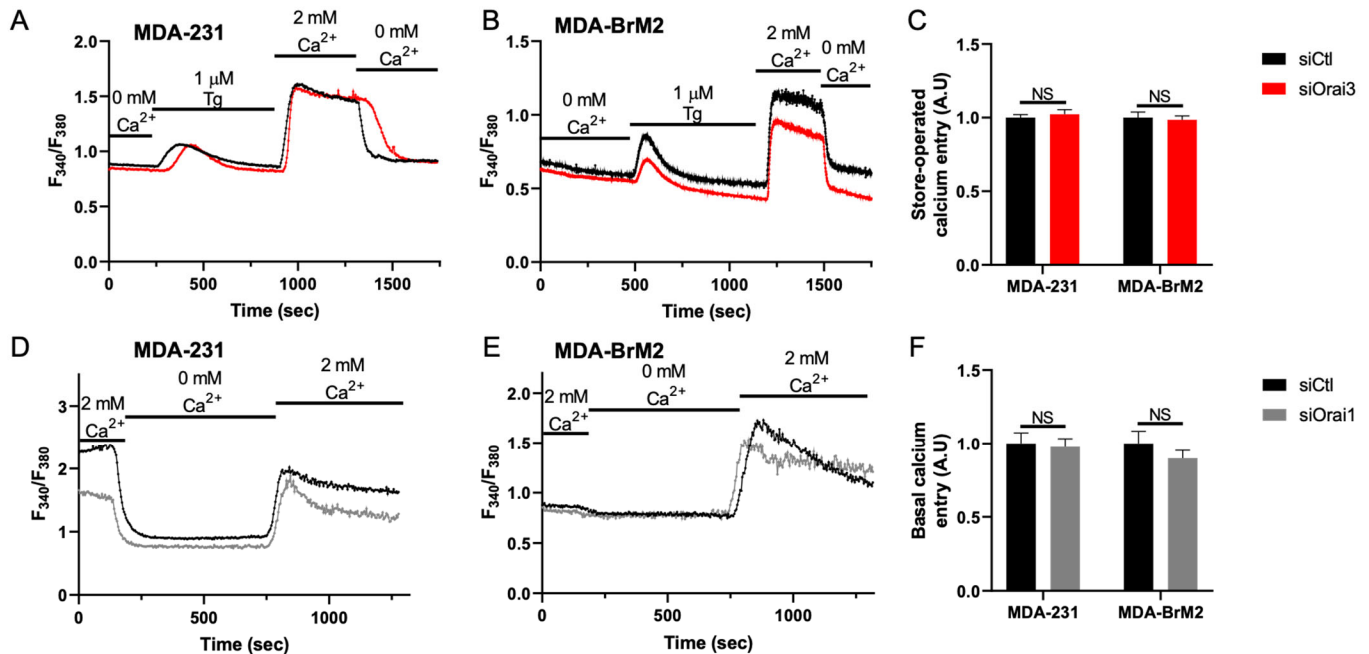 A
MDA-231
2 mM
Ca²⁺
0 mM
Ca²⁺
1 μM
Tg
0 mM
Ca²⁺
2.0
1.5
1.0
0.5
0.0
F₃₄₀/F₃₈₀
0 500 1000 1500
Time (sec)
B
MDA-BrM2
2 mM
Ca²⁺
0 mM
Ca²⁺
0 mM
Ca²⁺
1 μM
Tg
1.5
1.0
0.5
0.0
0 500 1000 1500
Time (sec)
C
1.5
1.0
0.5
0.0
Store-operated
calcium entry (A.U)
NS
NS
MDA-231 MDA-BrM2
siCtl
siOrai3
D
MDA-231
2 mM
Ca²⁺
0 mM
Ca²⁺
2 mM
Ca²⁺
3
2
1
0
F₃₄₀/F₃₈₀
0 500 1000
Time (sec)
E
MDA-BrM2
2 mM
Ca²⁺
0 mM
Ca²⁺
2 mM
Ca²⁺
2.0
1.5
1.0
0.5
0.0
F₃₄₀/F₃₈₀
0 500 1000
Time (sec)
F
1.5
1.0
0.5
0.0
Basal calcium
entry (A.U)
NS
NS
MDA-231 MDA-BrM2
siCtl
siOrai1